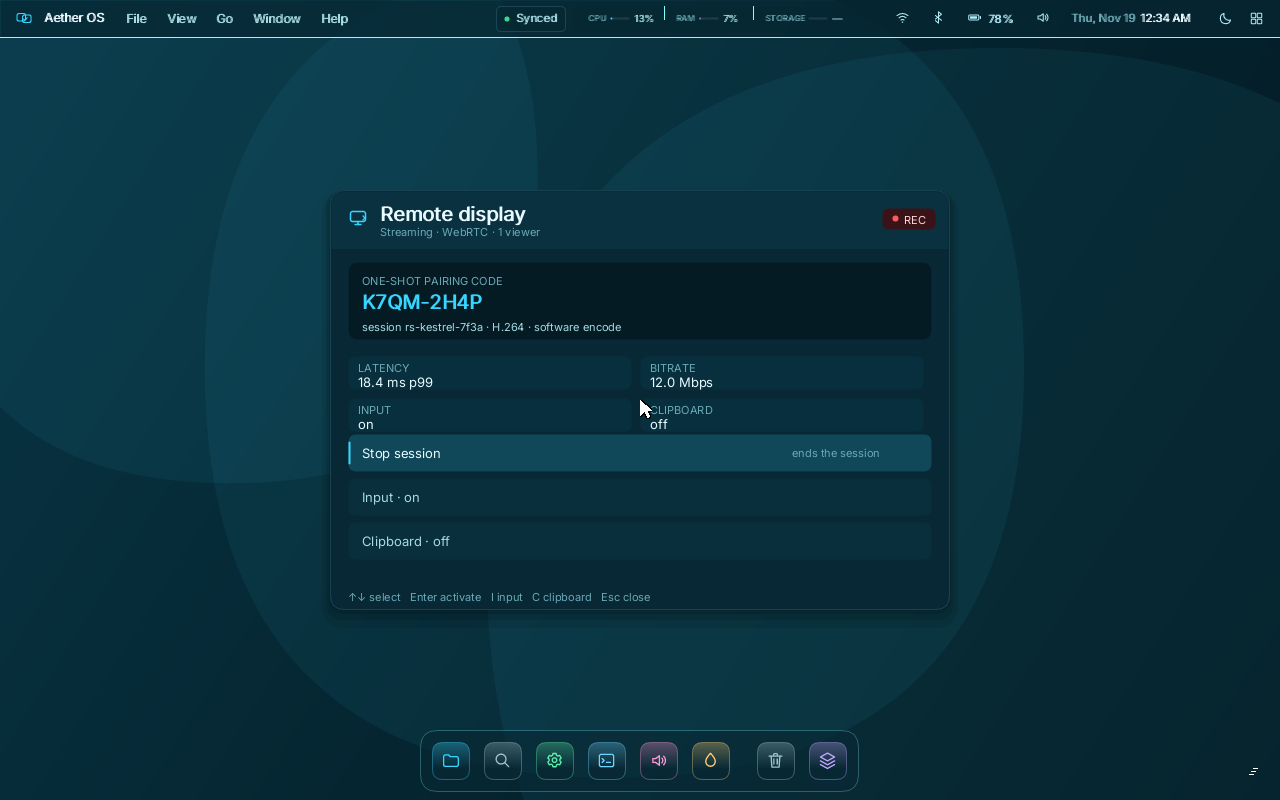 Aether OS File View Go Window Help Synced CPU 13% RAM 7% STORAGE — 78% Thu, Nov 19 12:34 AM
Remote display
Streaming · WebRTC · 1 viewer
REC
ONE-SHOT PAIRING CODE
K7QM-2H4P
session rs-kestrel-7f3a · H.264 · software encode
LATENCY
18.4 ms p99
BITRATE
12.0 Mbps
INPUT
on
CLIPBOARD
off
Stop session ends the session
Input · on
Clipboard · off
↑↓ select Enter activate I input C clipboard Esc close